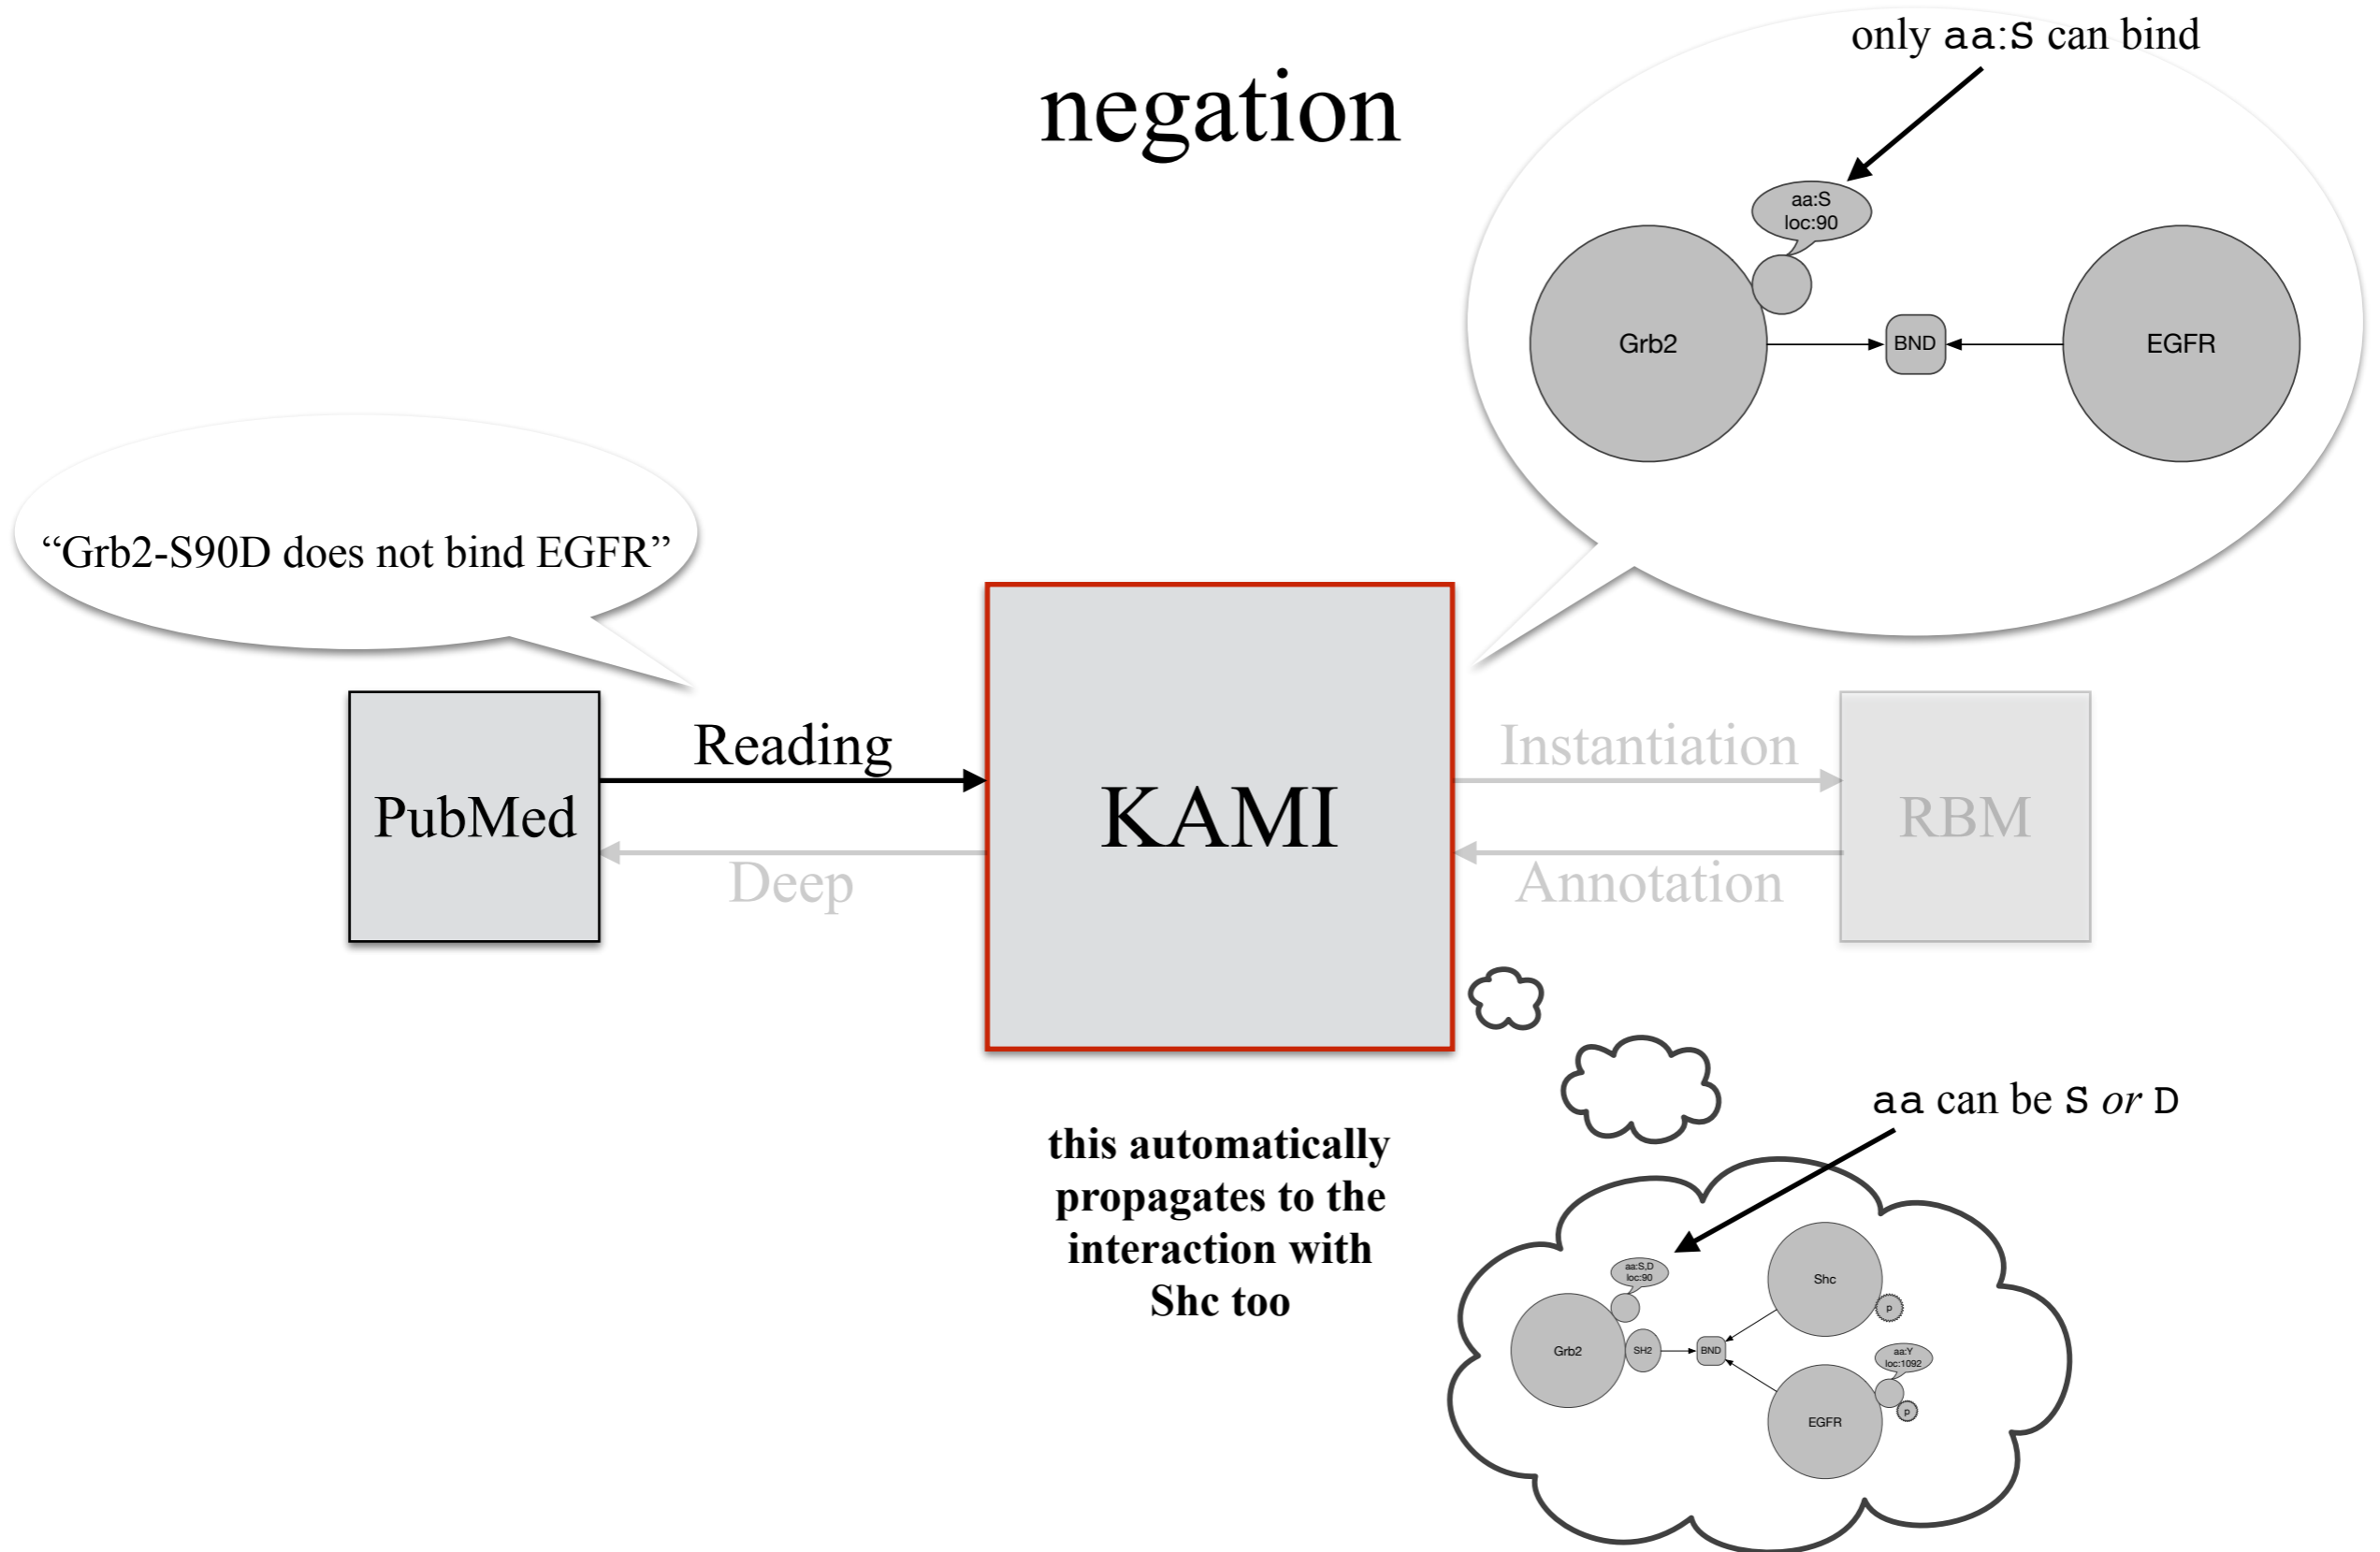 negation
only aa:S can bind
aa:S
loc:90
Grb2
BND
EGFR
“Grb2-S90D does not bind EGFR”
PubMed
Reading
Deep
KAMI
Instantiation
Annotation
RBM
this automatically
propagates to the
interaction with
Shc too
aa can be S or D
aa:S,D
loc:90
Grb2
SH2
BND
Shc
p
aa:Y
loc:1092
p
EGFR